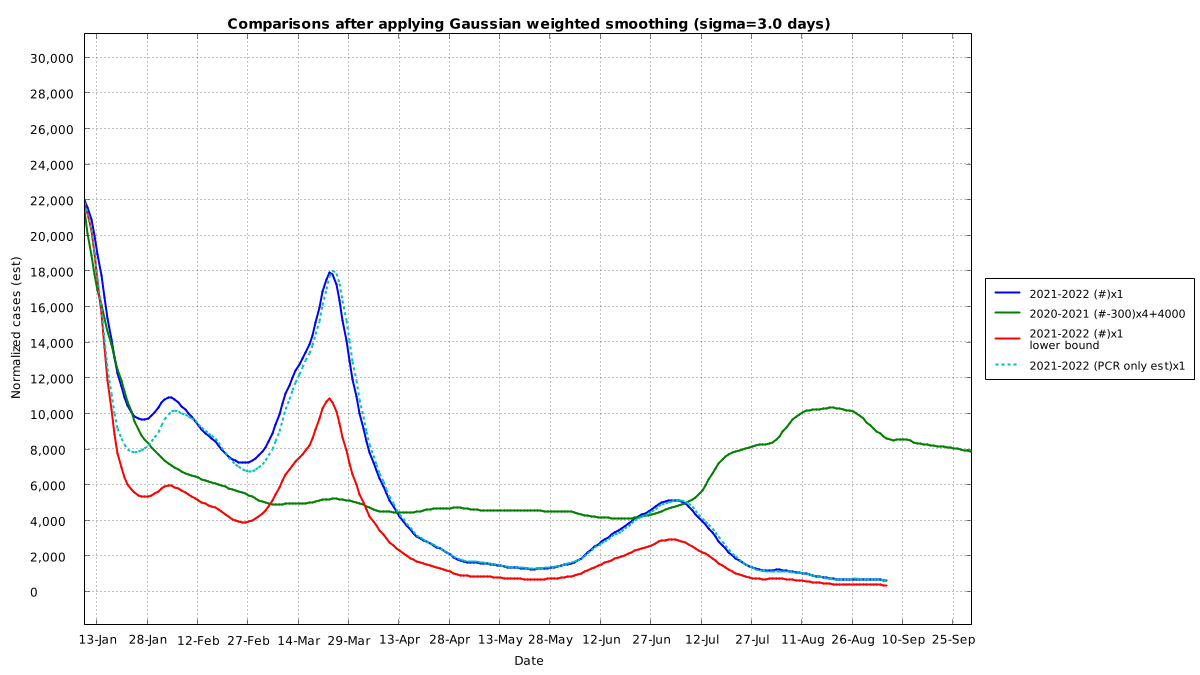 Comparisons after applying Gaussian weighted smoothing (sigma=3.0 days)
30,000
28,000
26,000
24,000
22,000
20,000
18,000
16,000
14,000
12,000
10,000
8,000
6,000
4,000
2,000
0
Normalized cases (est)
13-Jan 28-Jan 12-Feb 27-Feb 14-Mar 29-Mar 13-Apr 28-Apr 13-May 28-May 12-Jun 27-Jun 12-Jul 27-Jul 11-Aug 26-Aug 10-Sep 25-Sep
Date
2021-2022 (#)x1
2020-2021 (#-300)x4+4000
2021-2022 (#)x1
lower bound
2021-2022 (PCR only est)x1